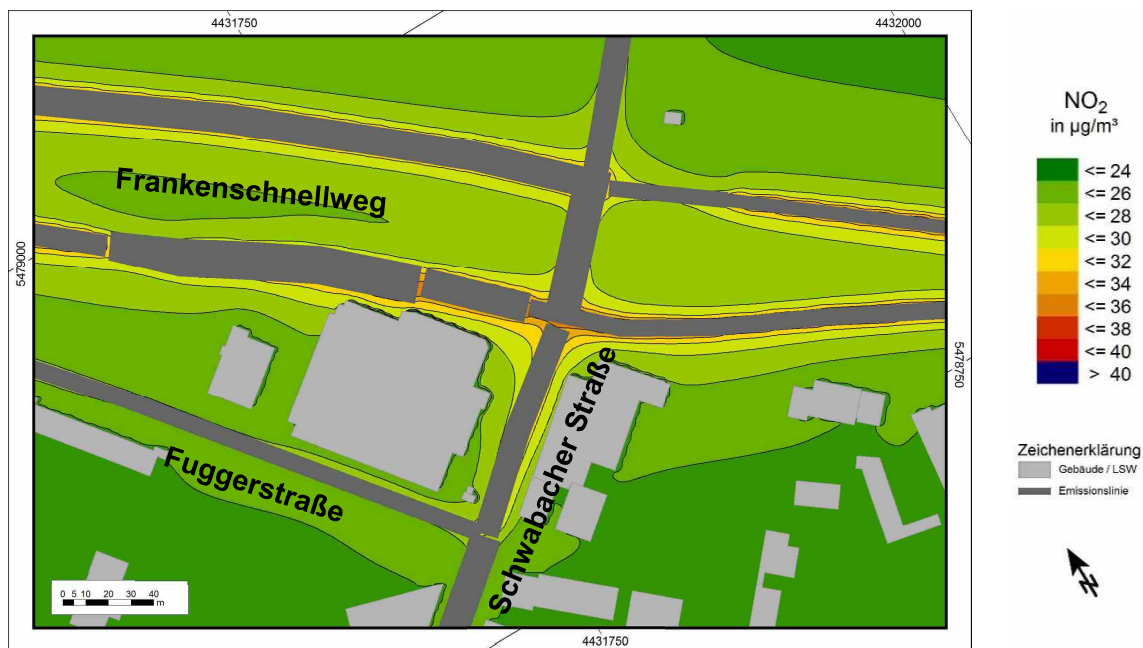 4431750
4432000
Frankenschnellweg
5479000
5478750
Fuggerstraße
Schwabacher Straße
0 5 10 20 30 40
m
4431750
NO2
in µg/m³
<= 24
<= 26
<= 28
<= 30
<= 32
<= 34
<= 36
<= 38
<= 40
> 40
Zeichenerklärung
Gebäude / LSW
Emissionslinie
N